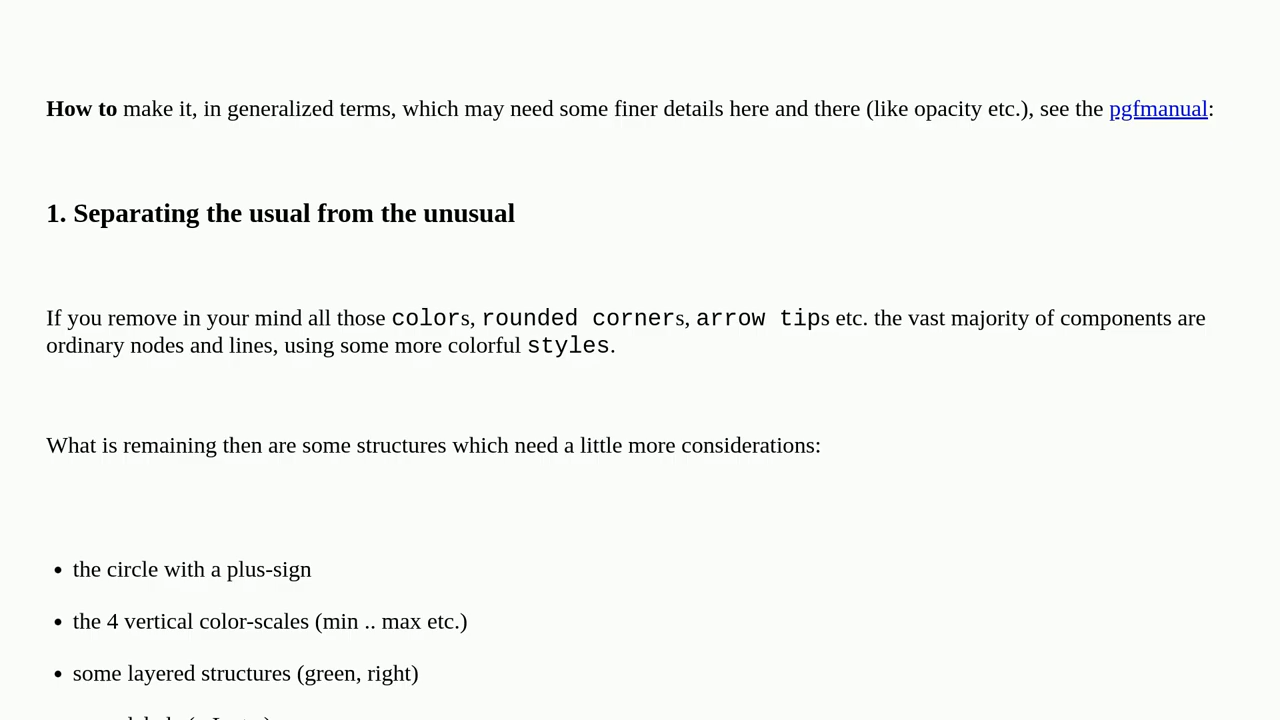 How to make it, in generalized terms, which may need some finer details here and there (like opacity etc.), see the pgfmanual:
1. Separating the usual from the unusual
If you remove in your mind all those colors, rounded corners, arrow tips etc. the vast majority of components are
ordinary nodes and lines, using some more colorful styles.
What is remaining then are some structures which need a little more considerations:
• the circle with a plus-sign
• the 4 vertical color-scales (min .. max etc.)
• some layered structures (green, right)